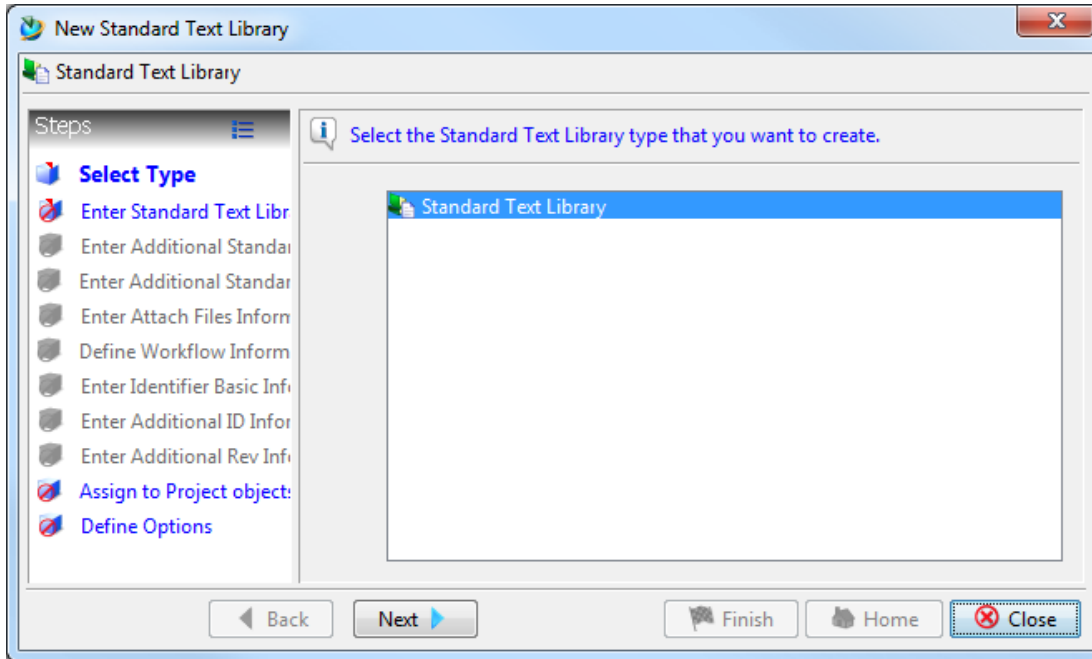 New Standard Text Library
Standard Text Library
Steps
Select the Standard Text Library type that you want to create.
Select Type
Enter Standard Text Libr
Enter Additional Standar
Enter Additional Standar
Enter Attach Files Inform
Define Workflow Inform
Enter Identifier Basic Info
Enter Additional ID Infor
Enter Additional Rev Info
Assign to Project objects
Define Options
Standard Text Library
Back
Next
Finish
Home
Close